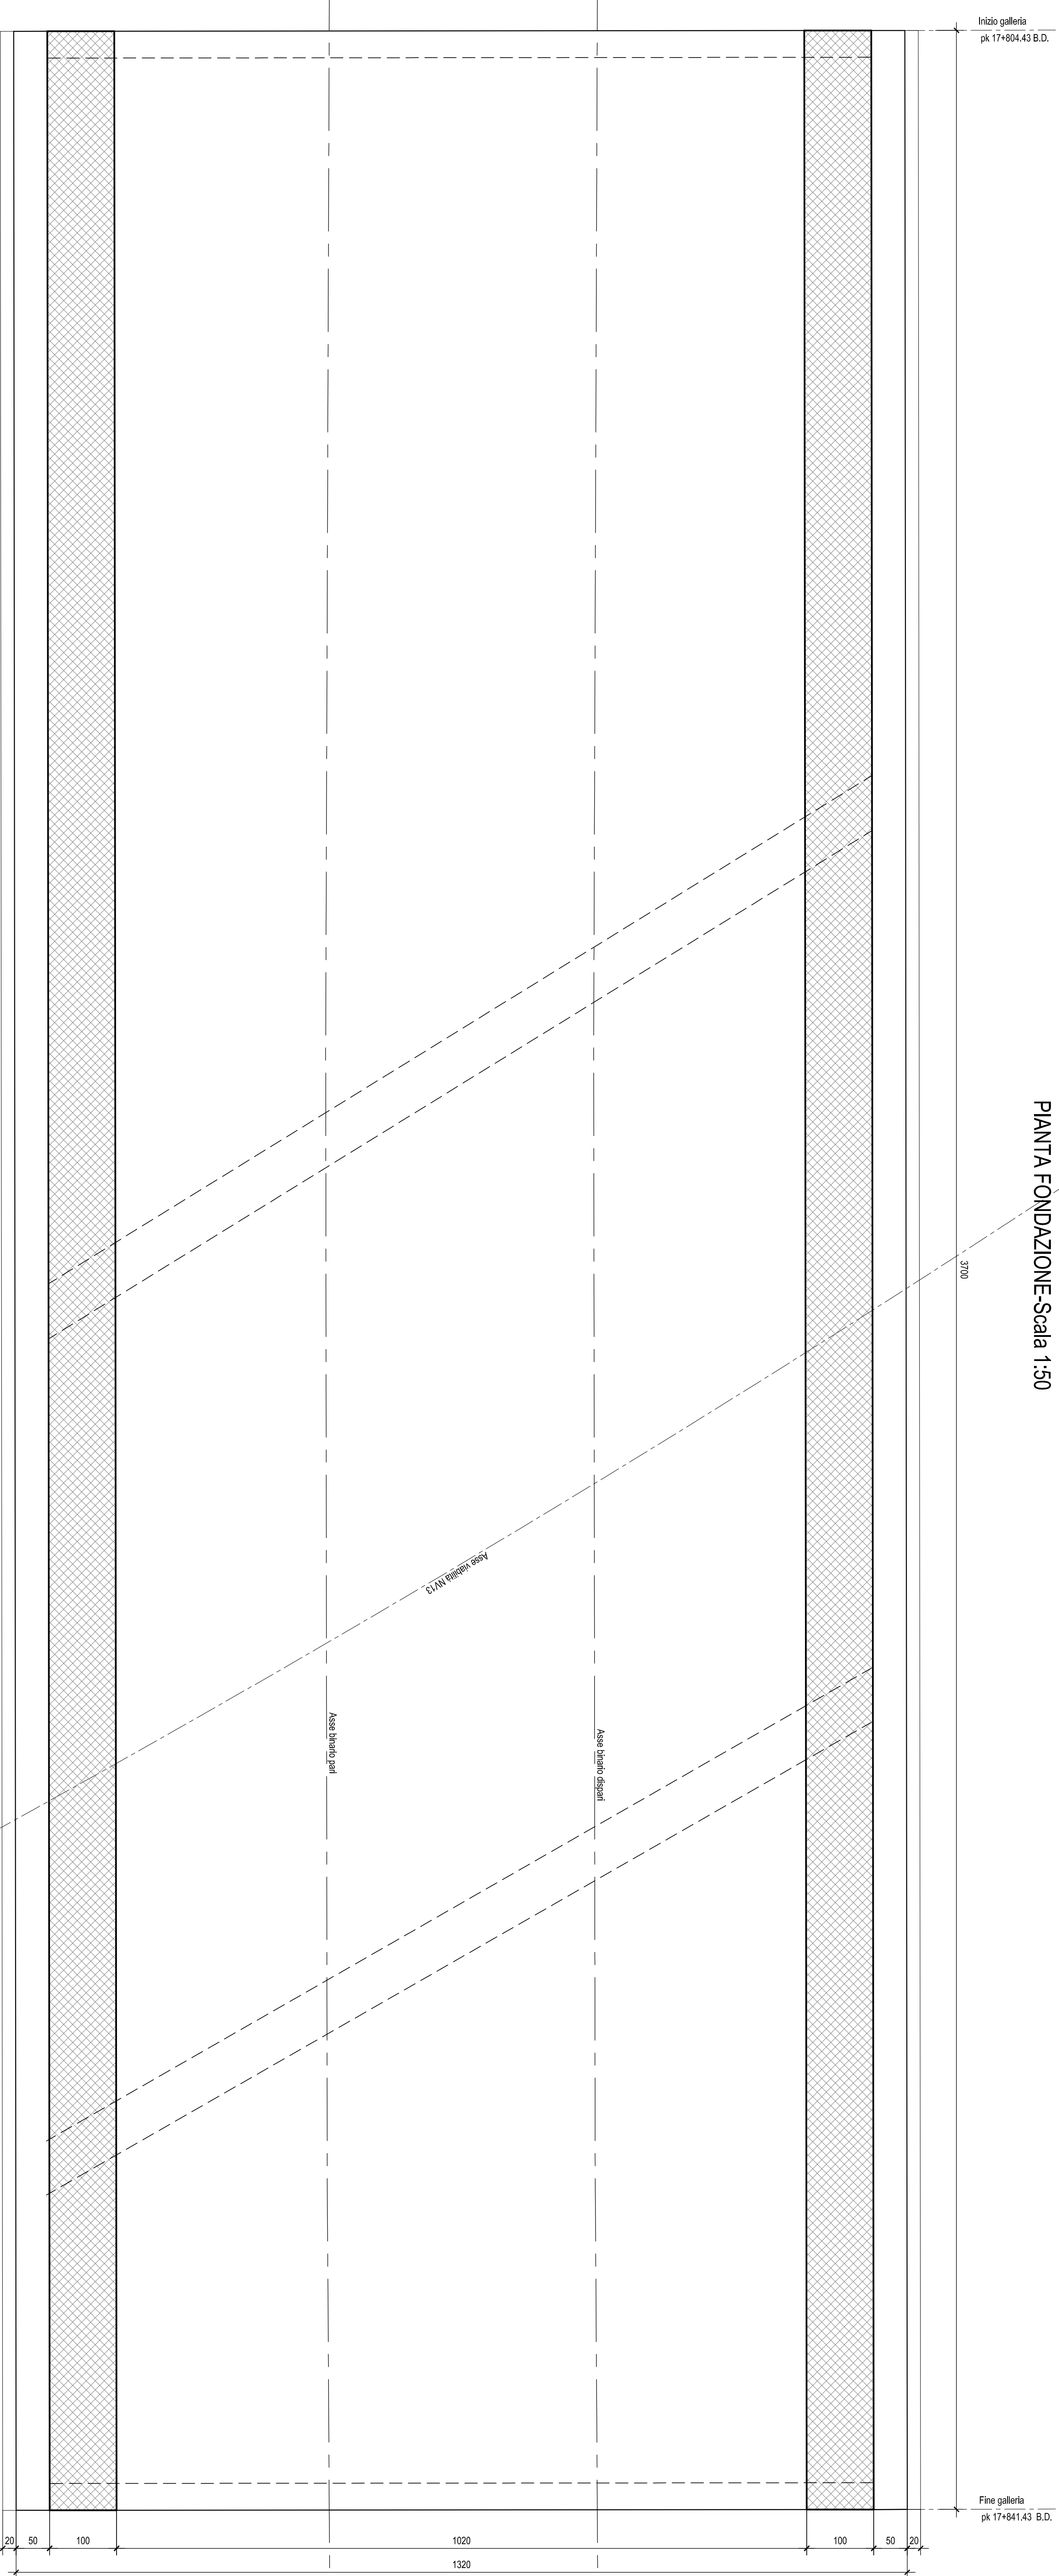 Inizio galleria
pk 17+804.43 B.D.
PIANTA FONDAZIONE-Scala 1:50
3700
Asse viabilità NV13
Asse binario pari
Asse binario dispari
Fine galleria
pk 17+841.43 B.D.
20 50 100 1020 100 50 20
1320